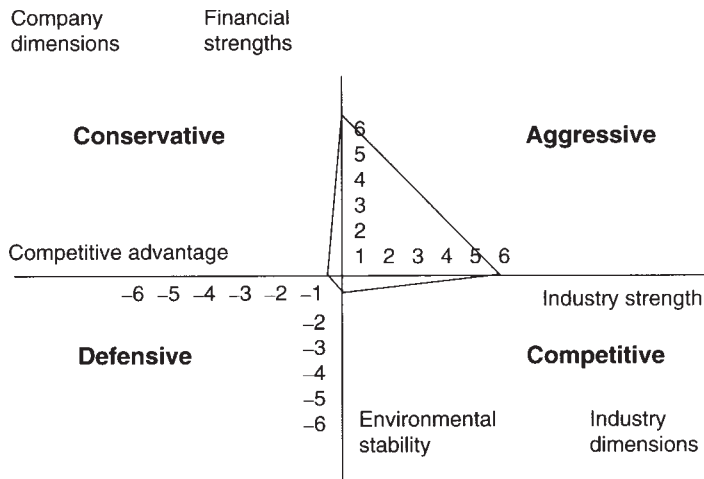 Company dimensions
Financial strengths
Conservative
Aggressive
6
5
4
3
2
1 2 3 4 5 6
Competitive advantage
–6 –5 –4 –3 –2 –1
Industry strength
–2
–3
–4
–5
–6
Defensive
Competitive
Environmental stability
Industry dimensions